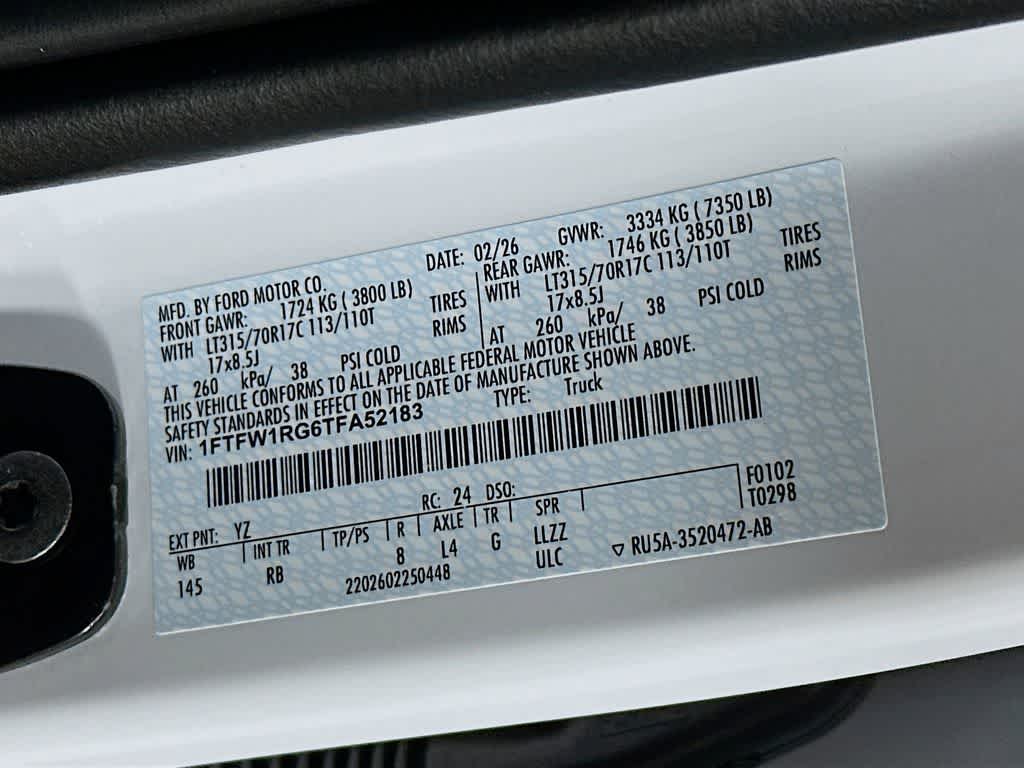 MFD. BY FORD MOTOR CO. DATE: 02/26 GVWR: 3334 KG ( 7350 LB)
FRONT GAWR: 1724 KG ( 3800 LB) REAR GAWR: 1746 KG ( 3850 LB)
WITH LT315/70R17C 113/110T TIRES WITH LT315/70R17C 113/110T TIRES
17x8.5J RIMS 17x8.5J RIMS
AT 260 kPa/ 38 PSI COLD AT 260 kPa/ 38 PSI COLD
THIS VEHICLE CONFORMS TO ALL APPLICABLE FEDERAL MOTOR VEHICLE
SAFETY STANDARDS IN EFFECT ON THE DATE OF MANUFACTURE SHOWN ABOVE.
VIN: 1FTFW1RG6TFA52183 TYPE: Truck
F0102
T0298
EXT PNT: YZ RC: 24 DSO:
WB INT TR TP/PS R AXLE TR SPR
145 RB 8 L4 G LLZZ
2202602250448 ULC ▽ RU5A-3520472-AB